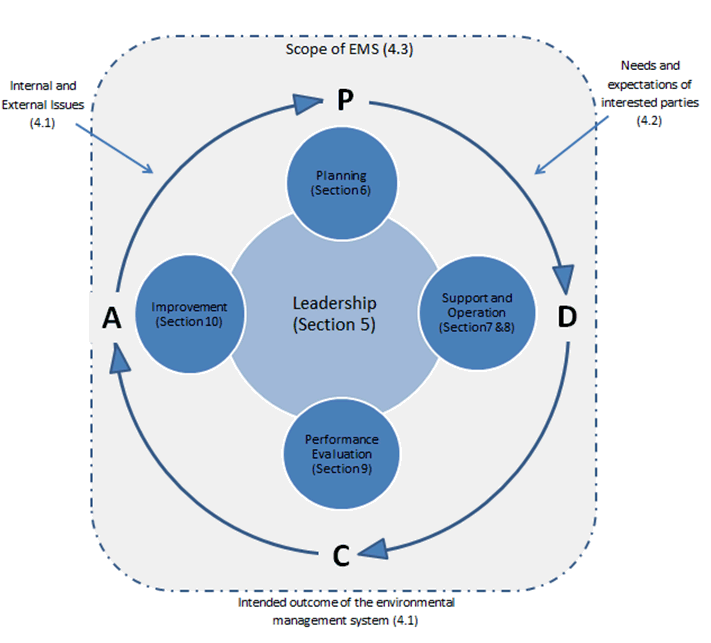 Scope of EMS (4.3)
Internal and
External Issues
(4.1)
Needs and
expectations of
interested parties
(4.2)
P
Planning
(Section 6)
A
Improvement
(Section 10)
Leadership
(Section 5)
Support and
Operation
(Section7 &8)
D
Performance
Evaluation
(Section 9)
C
Intended outcome of the environmental
management system (4.1)